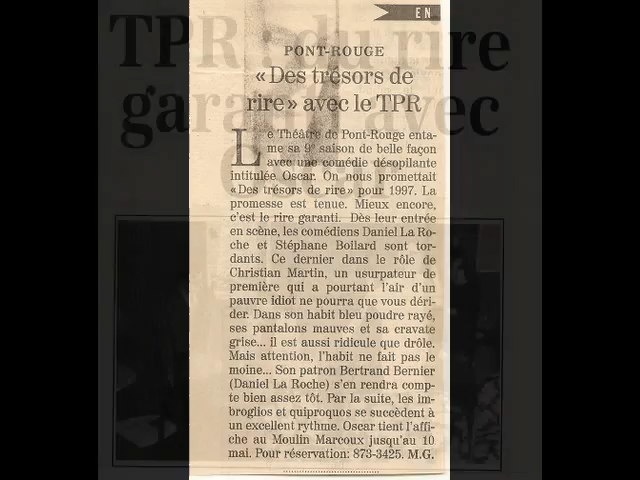 EN
TPR : du rire
garanti avec
Oscar
PONT-ROUGE
« Des trésors de
rire » avec le TPR
Le Théâtre de Pont-Rouge enta-
me sa 9e saison de belle façon
avec une comédie désopilante
intitulée Oscar. On nous promettait
«Des trésors de rire» pour 1997. La
promesse est tenue. Mieux encore,
c'est le rire garanti. Dès leur entrée
en scène, les comédiens Daniel La Ro-
che et Stéphane Boilard sont tor-
dants. Ce dernier dans le rôle de
Christian Martin, un usurpateur de
première qui a pourtant l'air d'un
pauvre idiot ne pourra que vous déri-
der. Dans son habit bleu poudre rayé,
ses pantalons mauves et sa cravate
grise... il est aussi ridicule que drôle.
Mais attention, l'habit ne fait pas le
moine... Son patron Bertrand Bernier
(Daniel La Roche) s'en rendra comp-
te bien assez tôt. Par la suite, les im-
broglios et quiproquos se succèdent à
un excellent rythme. Oscar tient l'affi-
che au Moulin Marcoux jusqu'au 10
mai. Pour réservation: 873-3425. M.G.